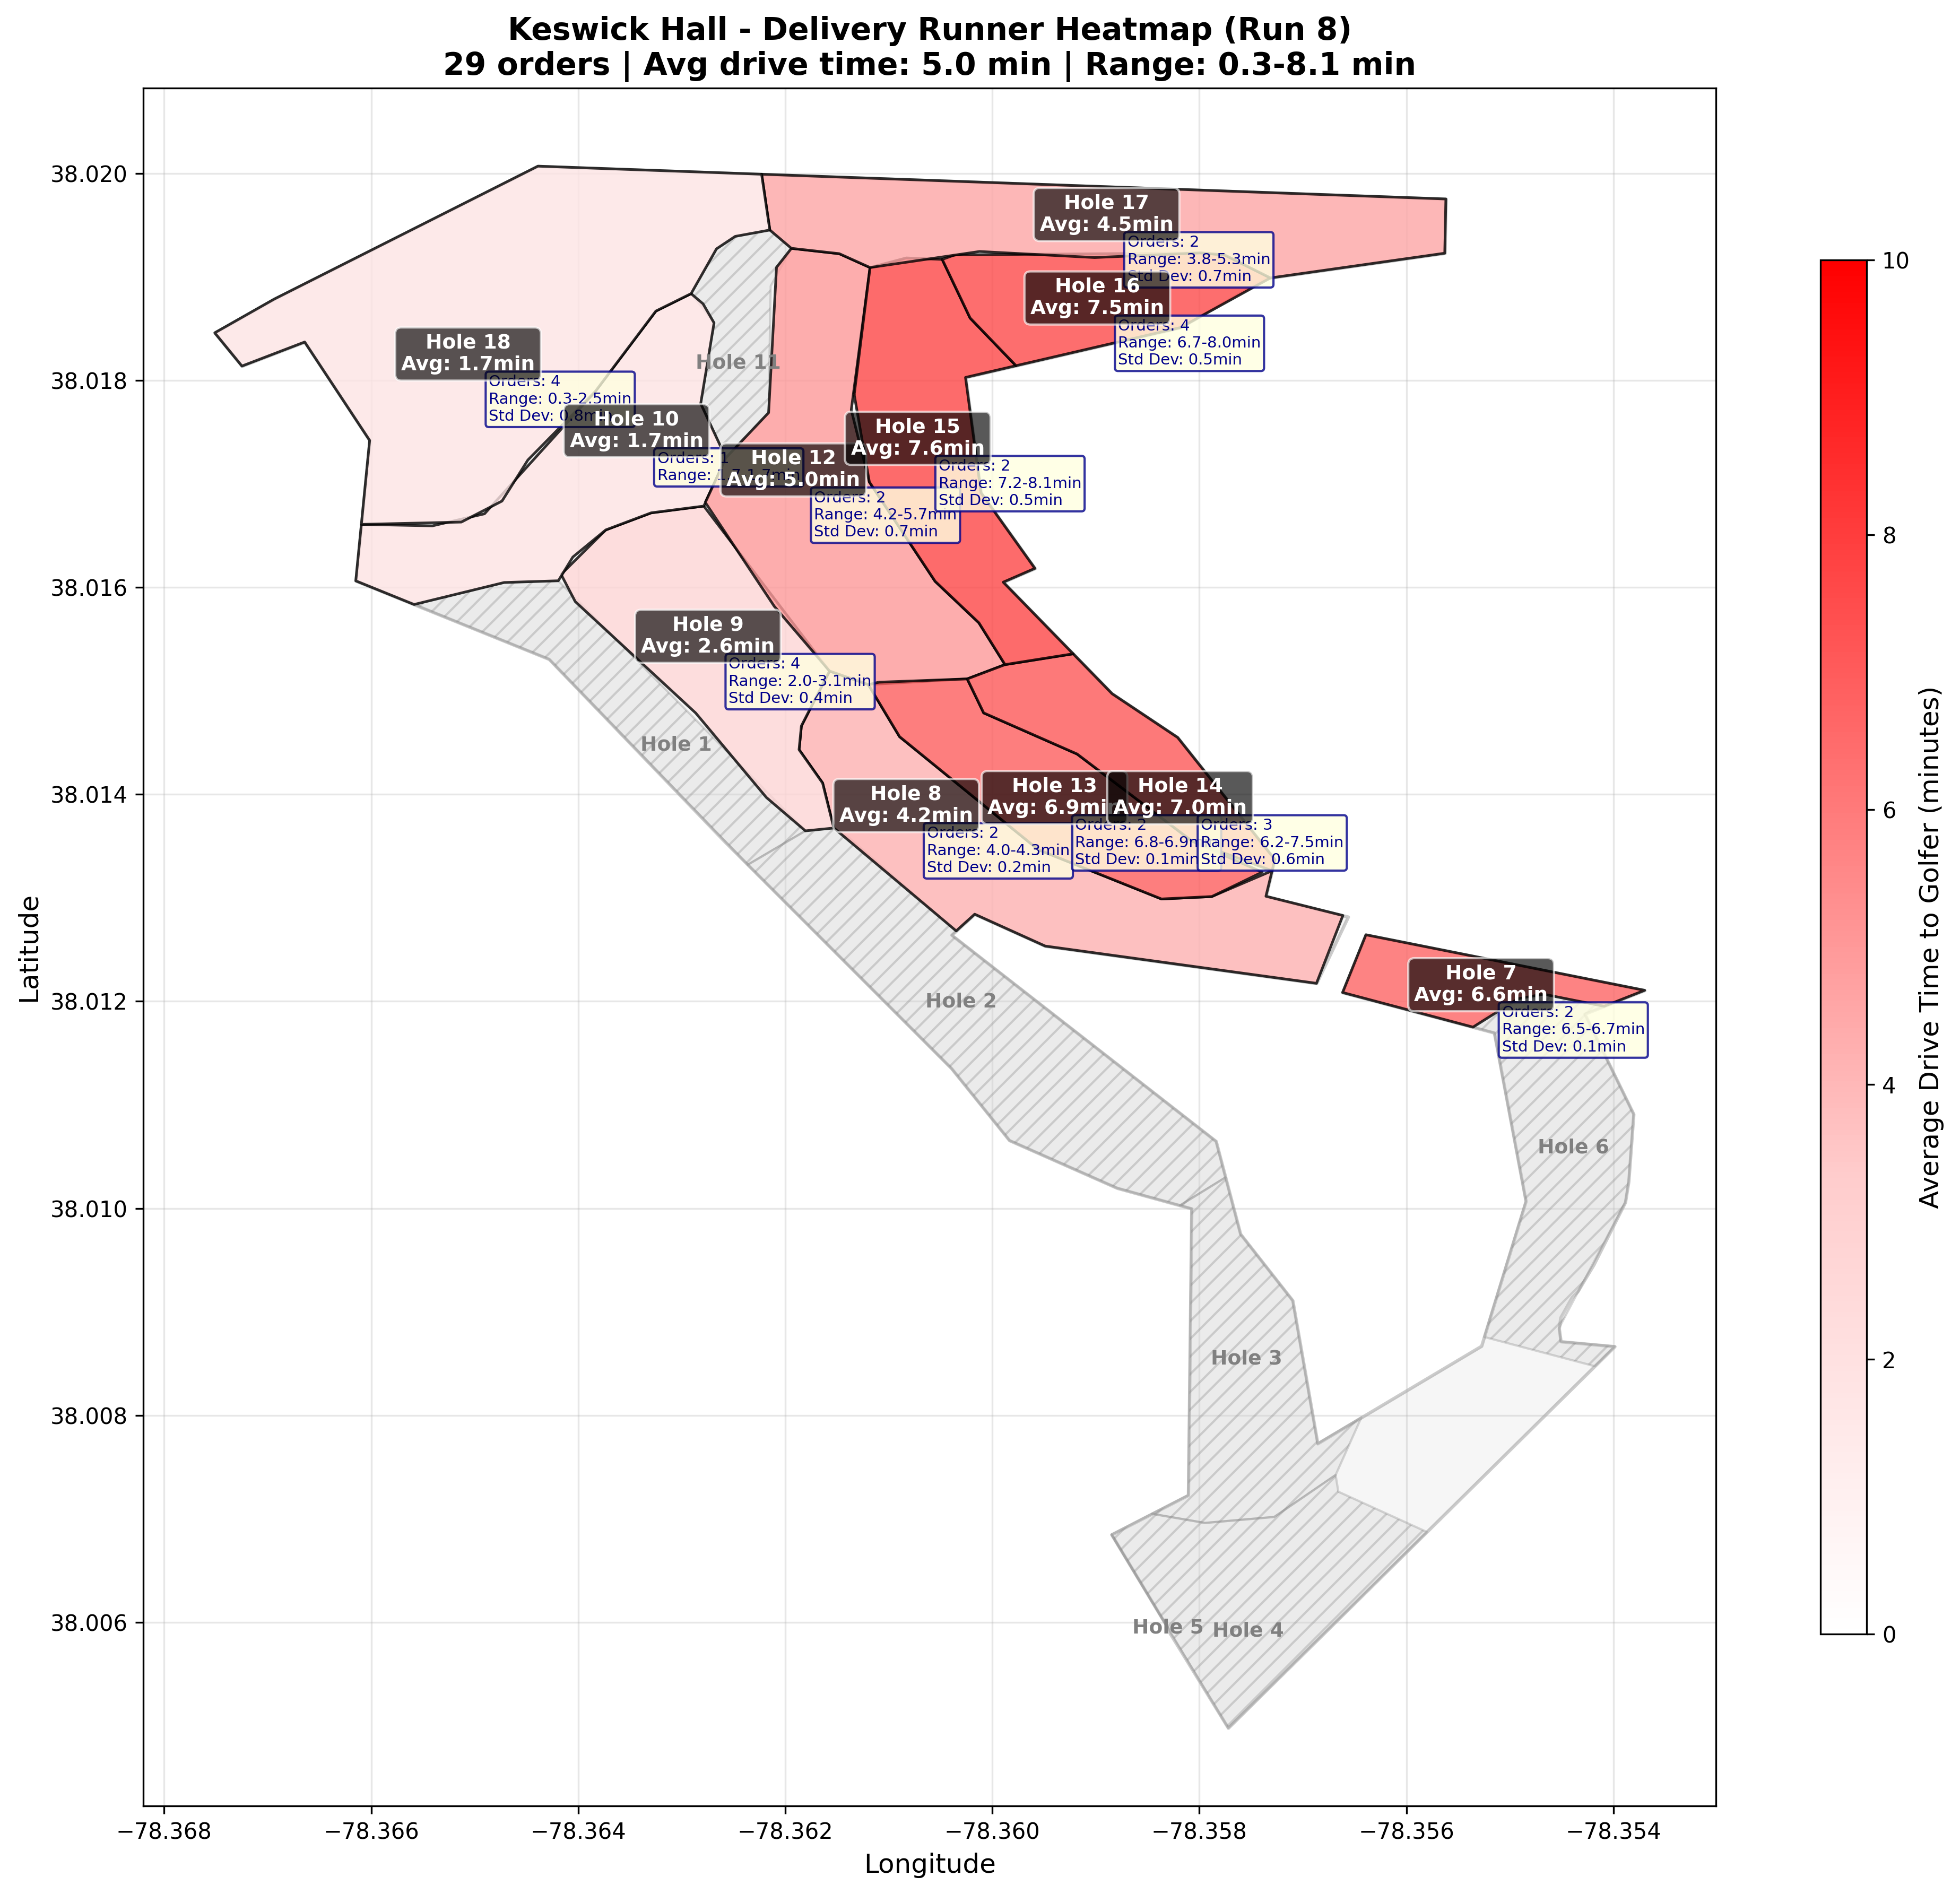 Keswick Hall - Delivery Runner Heatmap (Run 8)
29 orders | Avg drive time: 5.0 min | Range: 0.3-8.1 min
Hole 17
Avg: 4.5min
Orders: 2
Range: 3.8-5.3min
Std Dev: 0.7min
Hole 16
Avg: 7.5min
Orders: 4
Range: 6.7-8.0min
Std Dev: 0.5min
Hole 18
Avg: 1.7min
Orders: 4
Range: 0.3-2.5min
Std Dev: 0.8min
Hole 11
Hole 10
Avg: 1.7min
Orders: 1
Range: 1.7-1.7min
Hole 12
Avg: 5.0min
Orders: 2
Range: 4.2-5.7min
Std Dev: 0.7min
Hole 15
Avg: 7.6min
Orders: 2
Range: 7.2-8.1min
Std Dev: 0.5min
Hole 9
Avg: 2.6min
Orders: 4
Range: 2.0-3.1min
Std Dev: 0.4min
Hole 1
Hole 8
Avg: 4.2min
Orders: 2
Range: 4.0-4.3min
Std Dev: 0.2min
Hole 13
Avg: 6.9min
Orders: 2
Range: 6.8-6.9m
Std Dev: 0.1min
Hole 14
Avg: 7.0min
Orders: 3
Range: 6.2-7.5min
Std Dev: 0.6min
Hole 7
Avg: 6.6min
Orders: 2
Range: 6.5-6.7min
Std Dev: 0.1min
Hole 2
Hole 6
Hole 3
Hole 5
Hole 4
38.020
38.018
38.016
38.014
38.012
38.010
38.008
38.006
Latitude
−78.368
−78.366
−78.364
−78.362
−78.360
−78.358
−78.356
−78.354
Longitude
10
8
6
4
2
0
Average Drive Time to Golfer (minutes)